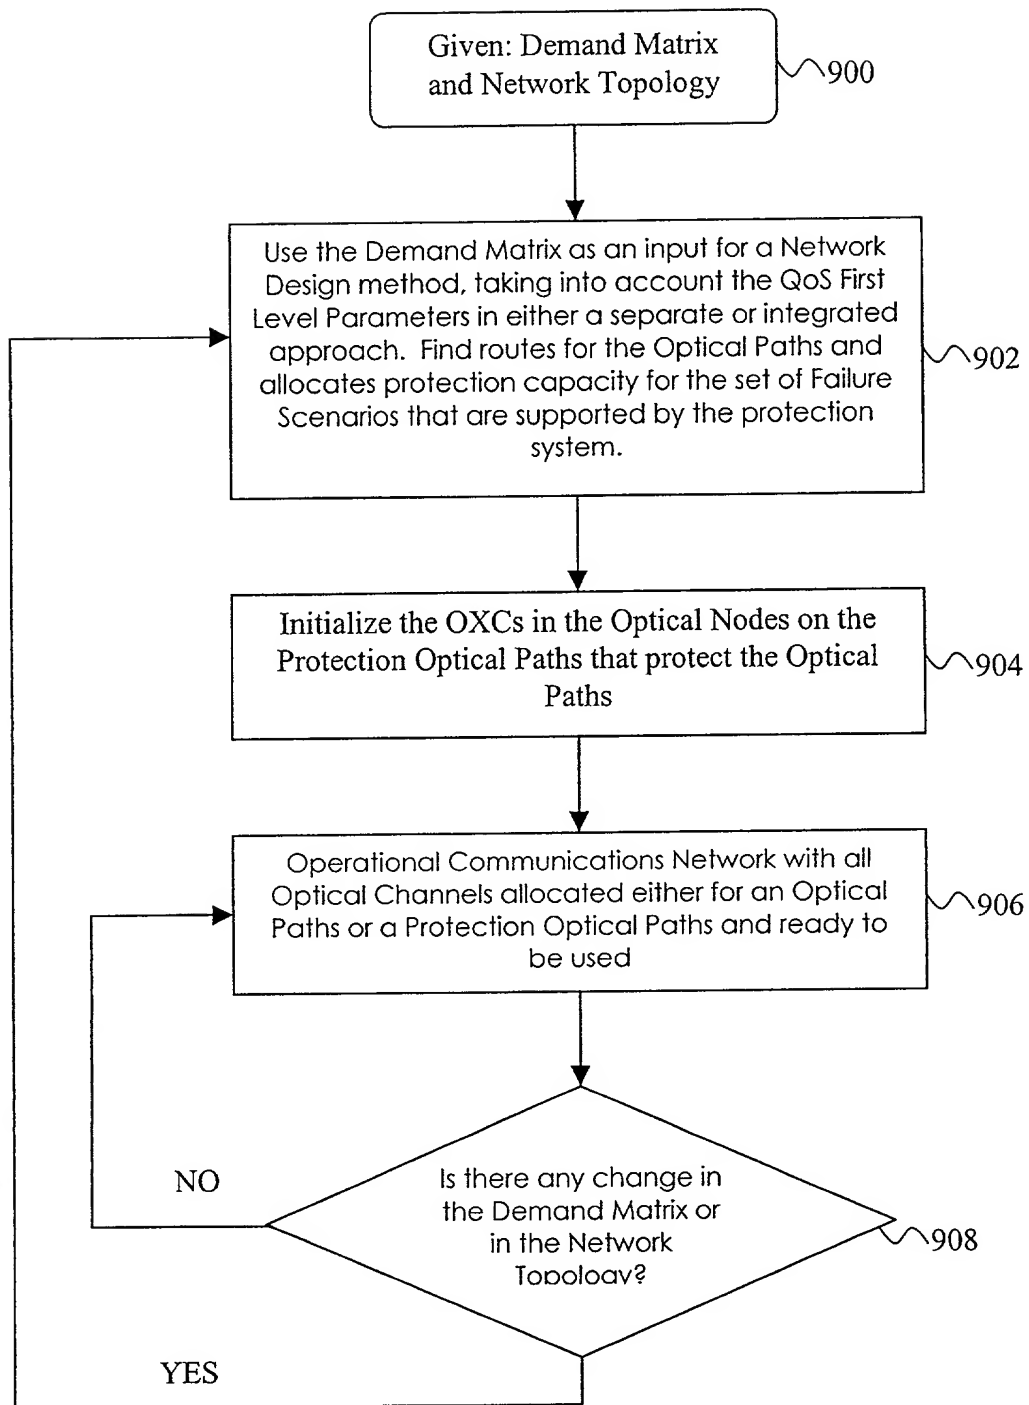 Given: Demand Matrix
and Network Topology
900
Use the Demand Matrix as an input for a Network
Design method, taking into account the QoS First
Level Parameters in either a separate or integrated
approach. Find routes for the Optical Paths and
allocates protection capacity for the set of Failure
Scenarios that are supported by the protection
system.
902
Initialize the OXCs in the Optical Nodes on the
Protection Optical Paths that protect the Optical
Paths
904
Operational Communications Network with all
Optical Channels allocated either for an Optical
Paths or a Protection Optical Paths and ready to
be used
906
NO
Is there any change in
the Demand Matrix or
in the Network
Topology?
908
YES